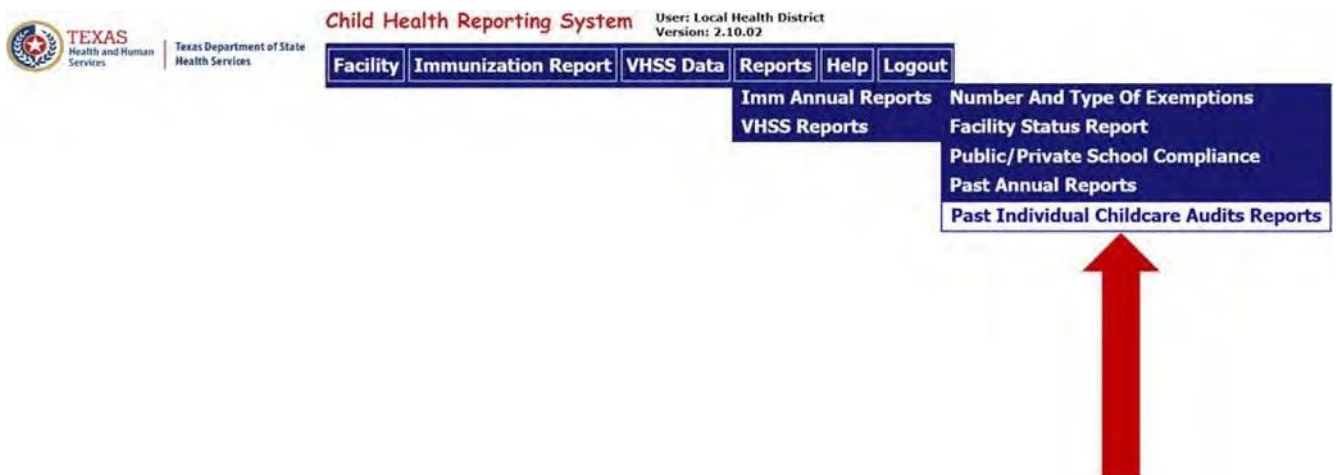 TEXAS
Health and Human
Services
Texas Department of State
Health Services
Child Health Reporting System
User: Local Health District
Version: 2.10.02
Facility
Immunization Report
VHSS Data
Reports
Help
Logout
Imm Annual Reports
VHSS Reports
Number And Type Of Exemptions
Facility Status Report
Public/Private School Compliance
Past Annual Reports
Past Individual Childcare Audits Reports